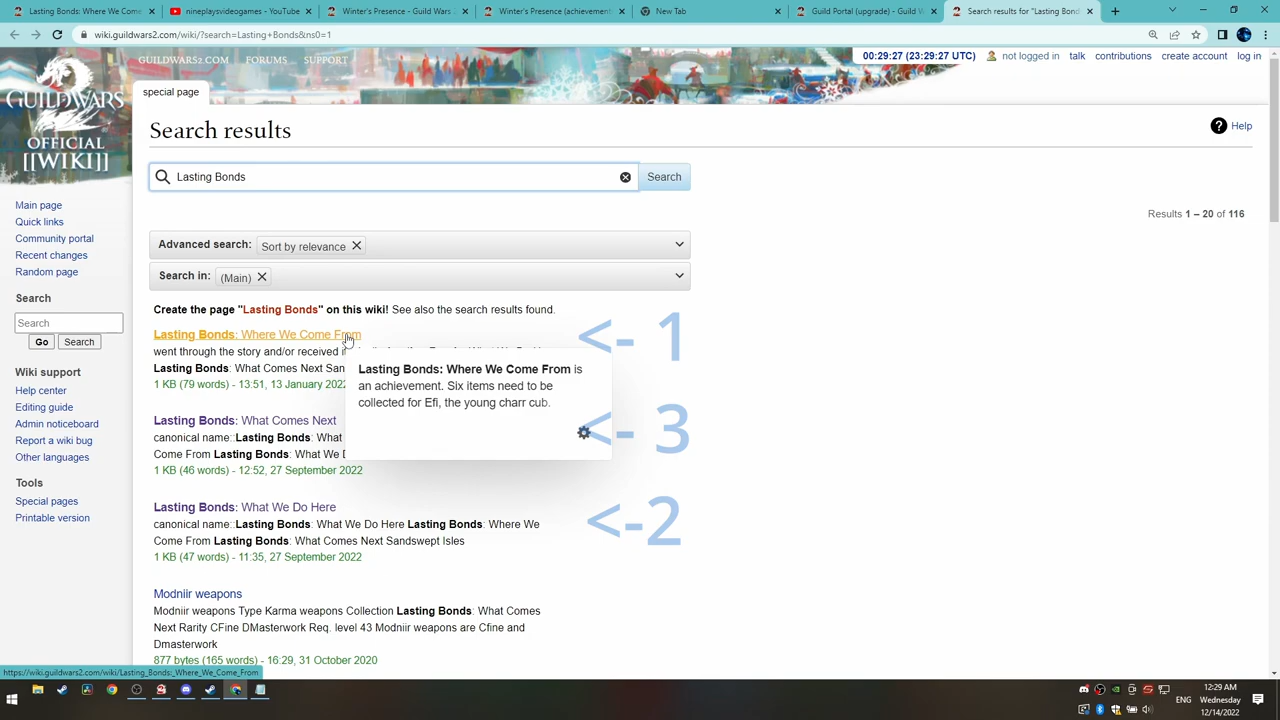 Lasting Bonds: Where We Com
nineplaysvideogames - YouTube
Winter's Presence - Guild Wars
Winter's Presence (achievement
New Tab
Guild Portal (upgrade) - Guild W
Search results for "Lasting Bond
wiki.guildwars2.com/wiki/?search=Lasting+Bonds&ns0=1
GUILDWARS2.COM FORUMS SUPPORT
00:29:27 (23:29:27 UTC) not logged in talk contributions create account log in
special page
GUILDWARS
OFFICIAL
[[WIKI]]
Search results
Help
Lasting Bonds
Search
Results 1 – 20 of 116
Main page
Quick links
Community portal
Recent changes
Random page
Search
Search
Go Search
Wiki support
Help center
Editing guide
Admin noticeboard
Report a wiki bug
Other languages
Tools
Special pages
Printable version
Advanced search: Sort by relevance
Search in: (Main)
Create the page "Lasting Bonds" on this wiki! See also the search results found.
Lasting Bonds: Where We Come From
<- 1
went through the story and/or received i
Lasting Bonds: What Comes Next San
1 KB (79 words) - 13:51, 13 January 2022
Lasting Bonds: Where We Come From is
an achievement. Six items need to be
collected for Efi, the young charr cub.
Lasting Bonds: What Comes Next
<- 3
canonical name::Lasting Bonds: What
Come From Lasting Bonds: What We D
1 KB (46 words) - 12:52, 27 September 2022
Lasting Bonds: What We Do Here
<-2
canonical name::Lasting Bonds: What We Do Here Lasting Bonds: Where We
Come From Lasting Bonds: What Comes Next Sandswept Isles
1 KB (47 words) - 11:35, 27 September 2022
Modniir weapons
Modniir weapons Type Karma weapons Collection Lasting Bonds: What Comes
Next Rarity CFine DMasterwork Req. level 43 Modniir weapons are Cfine and
Dmasterwork
877 bytes (165 words) - 16:29, 31 October 2020
https://wiki.guildwars2.com/wiki/Lasting_Bonds:_Where_We_Come_From
ENG
12:29 AM
Wednesday
12/14/2022